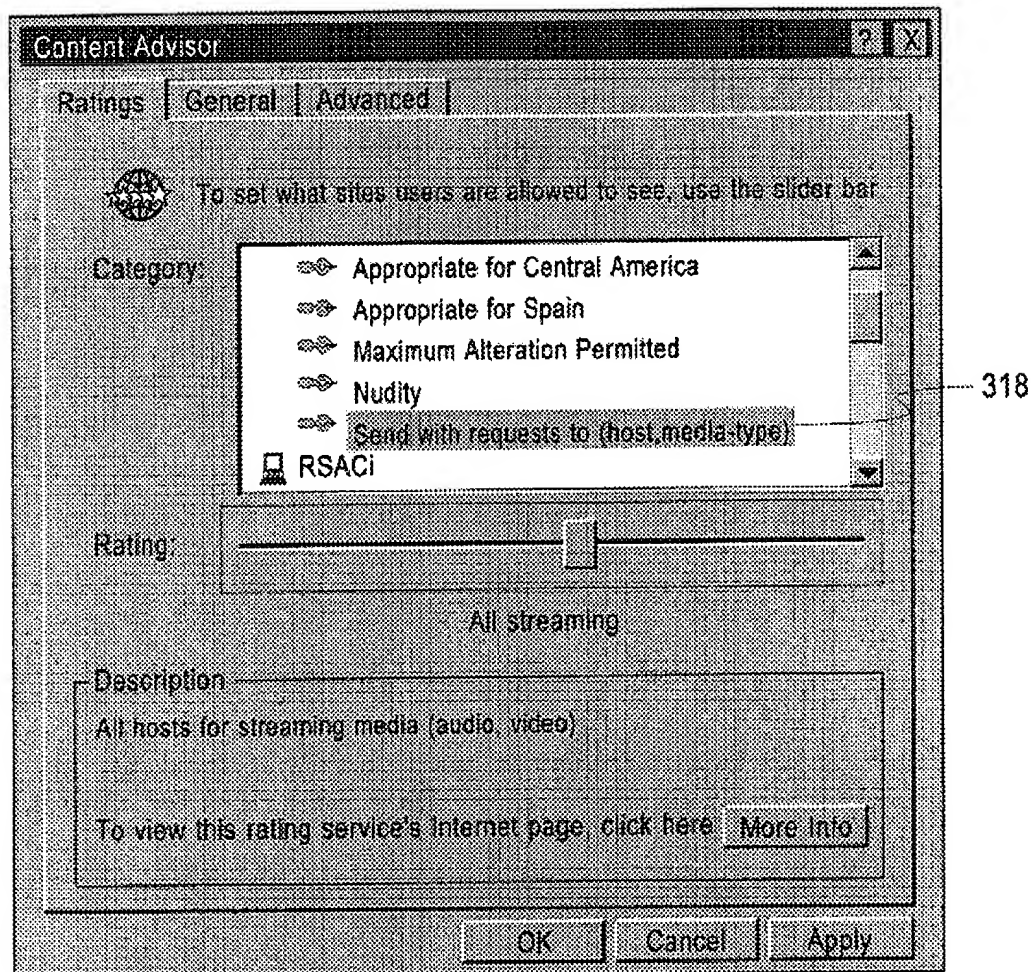 Content Advisor ? X
Ratings General Advanced
To set what sites users are allowed to see, use the slider bar
Category:
Appropriate for Central America
Appropriate for Spain
Maximum Alteration Permitted
Nudity
Send with requests to (host,media-type)
318
RSACi
Rating:
All streaming
Description
All hosts for streaming media (audio, video)
To view this rating service's Internet page, click here More Info
OK Cancel Apply